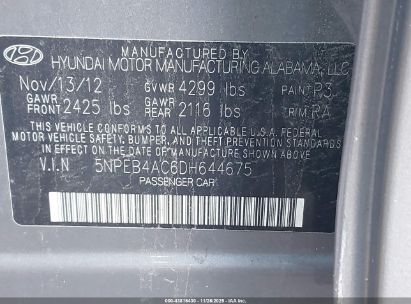 HYUNDAI MOTOR MANUFACTURING ALABAMA, LLC
Nov/13/12 GVWR 4299 lbs PAINT P3
GAWR FRONT 2425 lbs GAWR REAR 2116 lbs TRIM RA
THIS VEHICLE CONFORMS TO ALL APPLICABLE U.S. FEDERAL MOTOR
VEHICLE SAFETY, BUMPER, AND THEFT PREVENTION STANDARDS
IN EFFECT ON THE DATE OF MANUFACTURE SHOWN ABOVE.
V.I.N 5NPEB4AC6DH644675
PASSENGER CAR